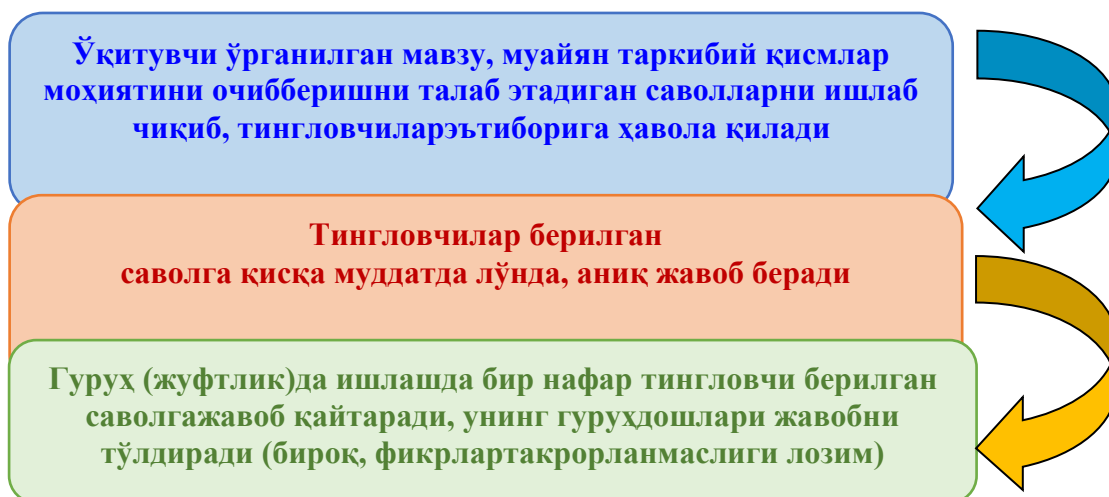 Ўқитувчи ўрганилган мавзу, муайян таркибий қисмлар
моҳиятини очибберишни талаб этадиган саволларни ишлаб
чиқиб, тингловчиларэътиборига ҳавола қилади
Тингловчилар берилган
саволга қисқа муддатда лўнда, аниқ жавоб беради
Гуруҳ (жуфтлик)да ишлашда бир нафар тингловчи берилган
саволгажавоб қайтаради, унинг гуруҳдошлари жавобни
тўлдиради (бироқ, фикрлартакрорланмаслиги лозим)